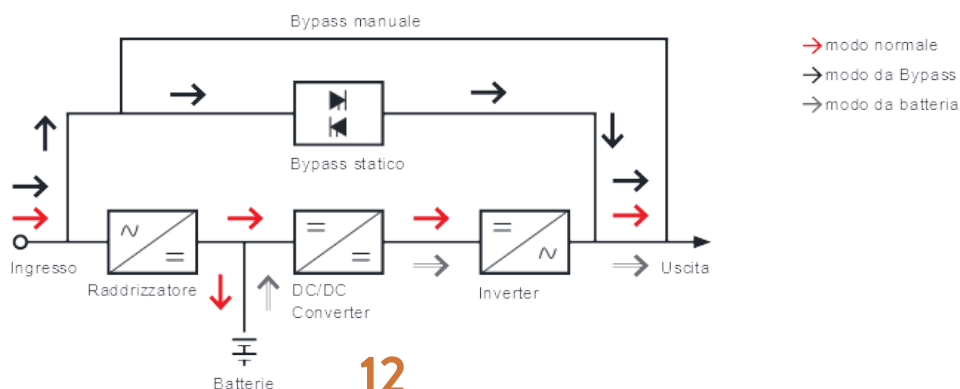 Bypass manuale
modo normale
modo da Bypass
modo da batteria
Bypass statico
Ingresso
Uscita
Raddrizzatore
DC/DC
Converter
Inverter
Batterie
12